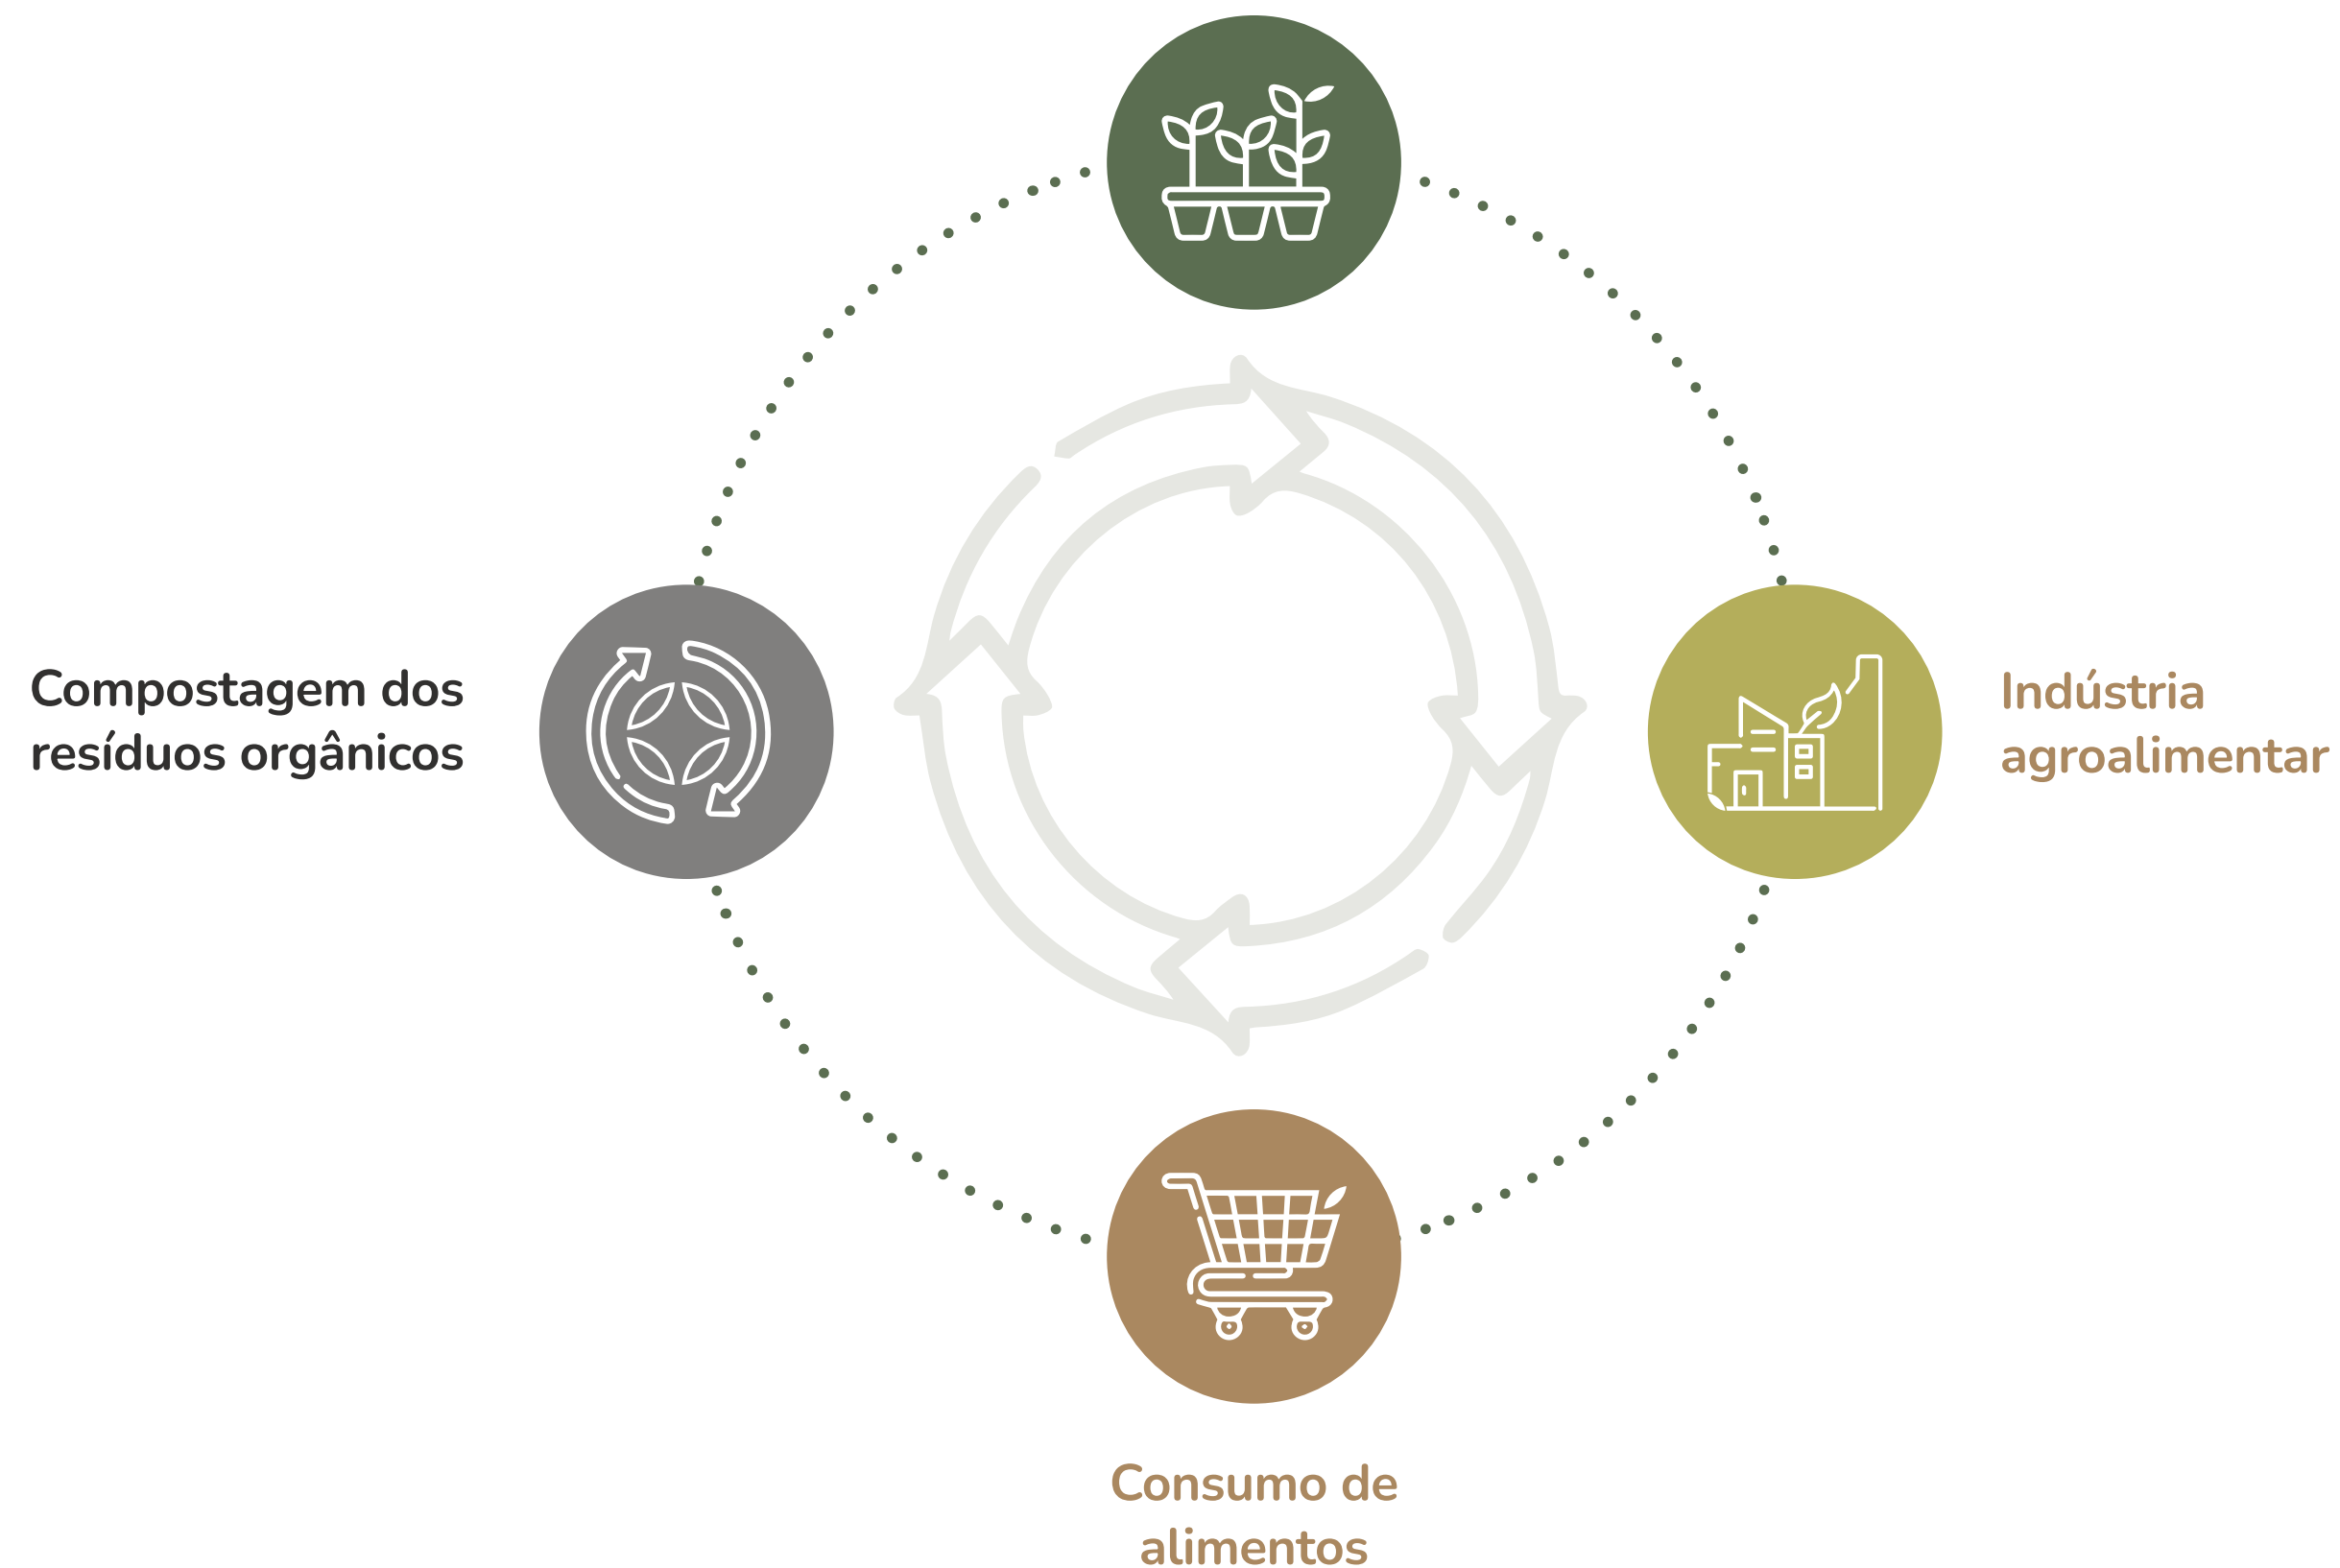 Compostagem dos
resíduos orgânicos
Indústria
agroalimentar
Consumo de
alimentos